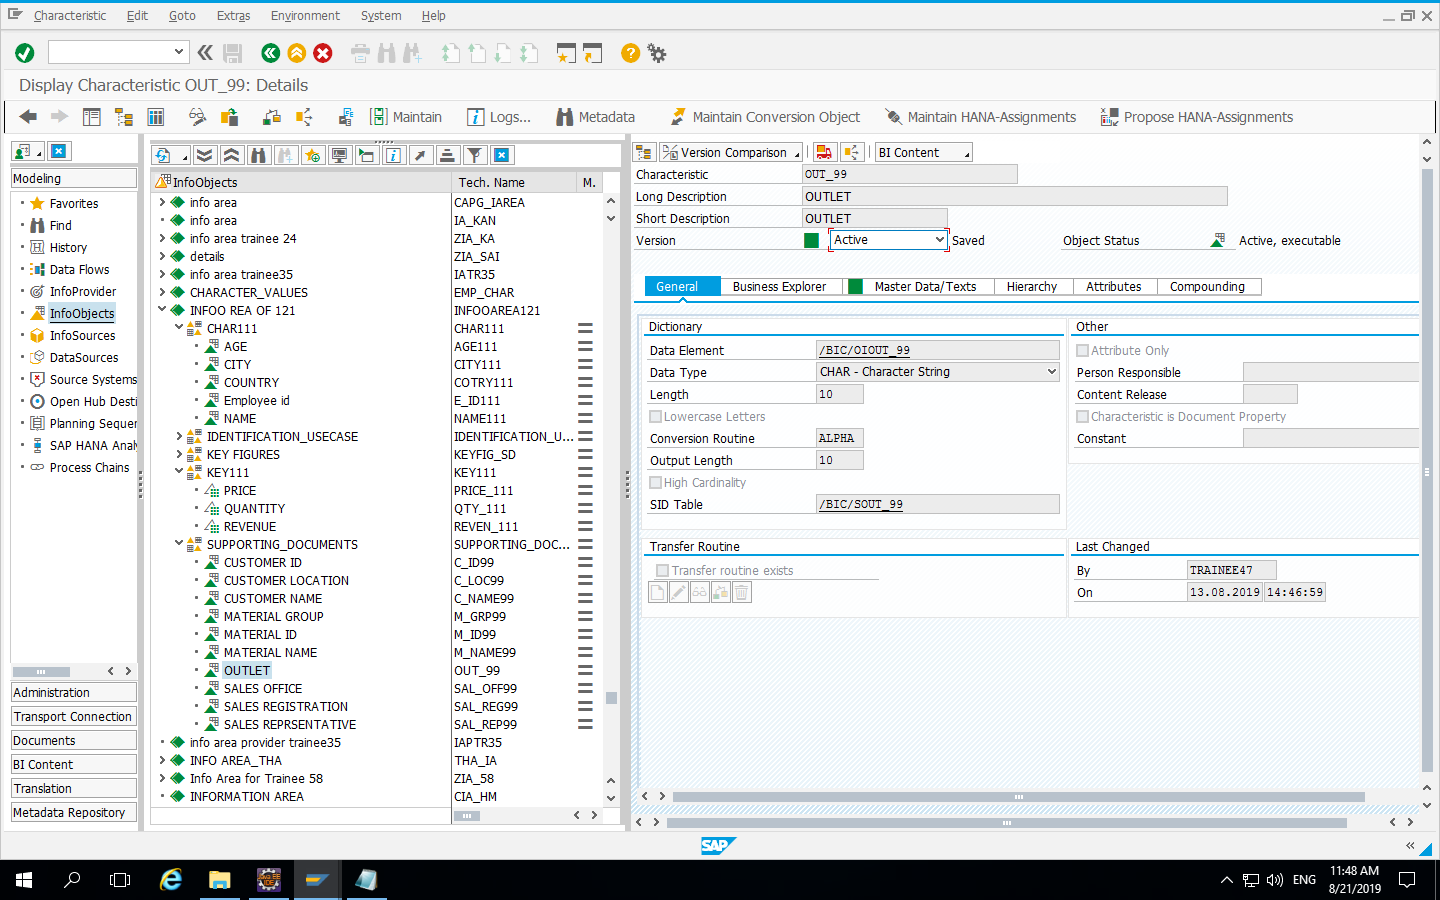 Characteristic Edit Goto Extras Environment System Help
Display Characteristic OUT_99: Details
Maintain Logs... Metadata Maintain Conversion Object Maintain HANA-Assignments Propose HANA-Assignments
Modeling
Favorites
Find
History
Data Flows
InfoProvider
InfoObjects
InfoSources
DataSources
Source Systems
Open Hub Desti
Planning Sequer
SAP HANA Anal
Process Chains
Administration
Transport Connection
Documents
BI Content
Translation
Metadata Repository
InfoObjects Tech. Name M.
info area CAPG_IAREA
info area IA_KAN
info area trainee 24 ZIA_KA
details ZIA_SAI
info area trainee35 IATR35
CHARACTER_VALUES EMP_CHAR
INFOO REA OF 121 INFOOAREA121
CHAR111 CHAR111
AGE AGE111
CITY CITY111
COUNTRY COTRY111
Employee id E_ID111
NAME NAME111
IDENTIFICATION_USECASE IDENTIFICATION_U...
KEY FIGURES KEYFIG_SD
KEY111 KEY111
PRICE PRICE_111
QUANTITY QTY_111
REVENUE REVEN_111
SUPPORTING_DOCUMENTS SUPPORTING_DOC...
CUSTOMER ID C_ID99
CUSTOMER LOCATION C_LOC99
CUSTOMER NAME C_NAME99
MATERIAL GROUP M_GRP99
MATERIAL ID M_ID99
MATERIAL NAME M_NAME99
OUTLET OUT_99
SALES OFFICE SAL_OFF99
SALES REGISTRATION SAL_REG99
SALES REPRSENTATIVE SAL_REP99
info area provider trainee35 IAPTR35
INFO AREA_THA THA_IA
Info Area for Trainee 58 ZIA_58
INFORMATION AREA CIA_HM
Version Comparison BI Content
Characteristic OUT_99
Long Description OUTLET
Short Description OUTLET
Version Active Saved Object Status Active, executable
General Business Explorer Master Data/Texts Hierarchy Attributes Compounding
Dictionary
Data Element /BIC/OIOUT_99
Data Type CHAR - Character String
Length 10
Lowercase Letters
Conversion Routine ALPHA
Output Length 10
High Cardinality
SID Table /BIC/SOUT_99
Other
Attribute Only
Person Responsible
Content Release
Characteristic is Document Property
Constant
Transfer Routine
Transfer routine exists
Last Changed
By TRAINEE47
On 13.08.2019 14:46:59
SAP
ENG
11:48 AM
8/21/2019